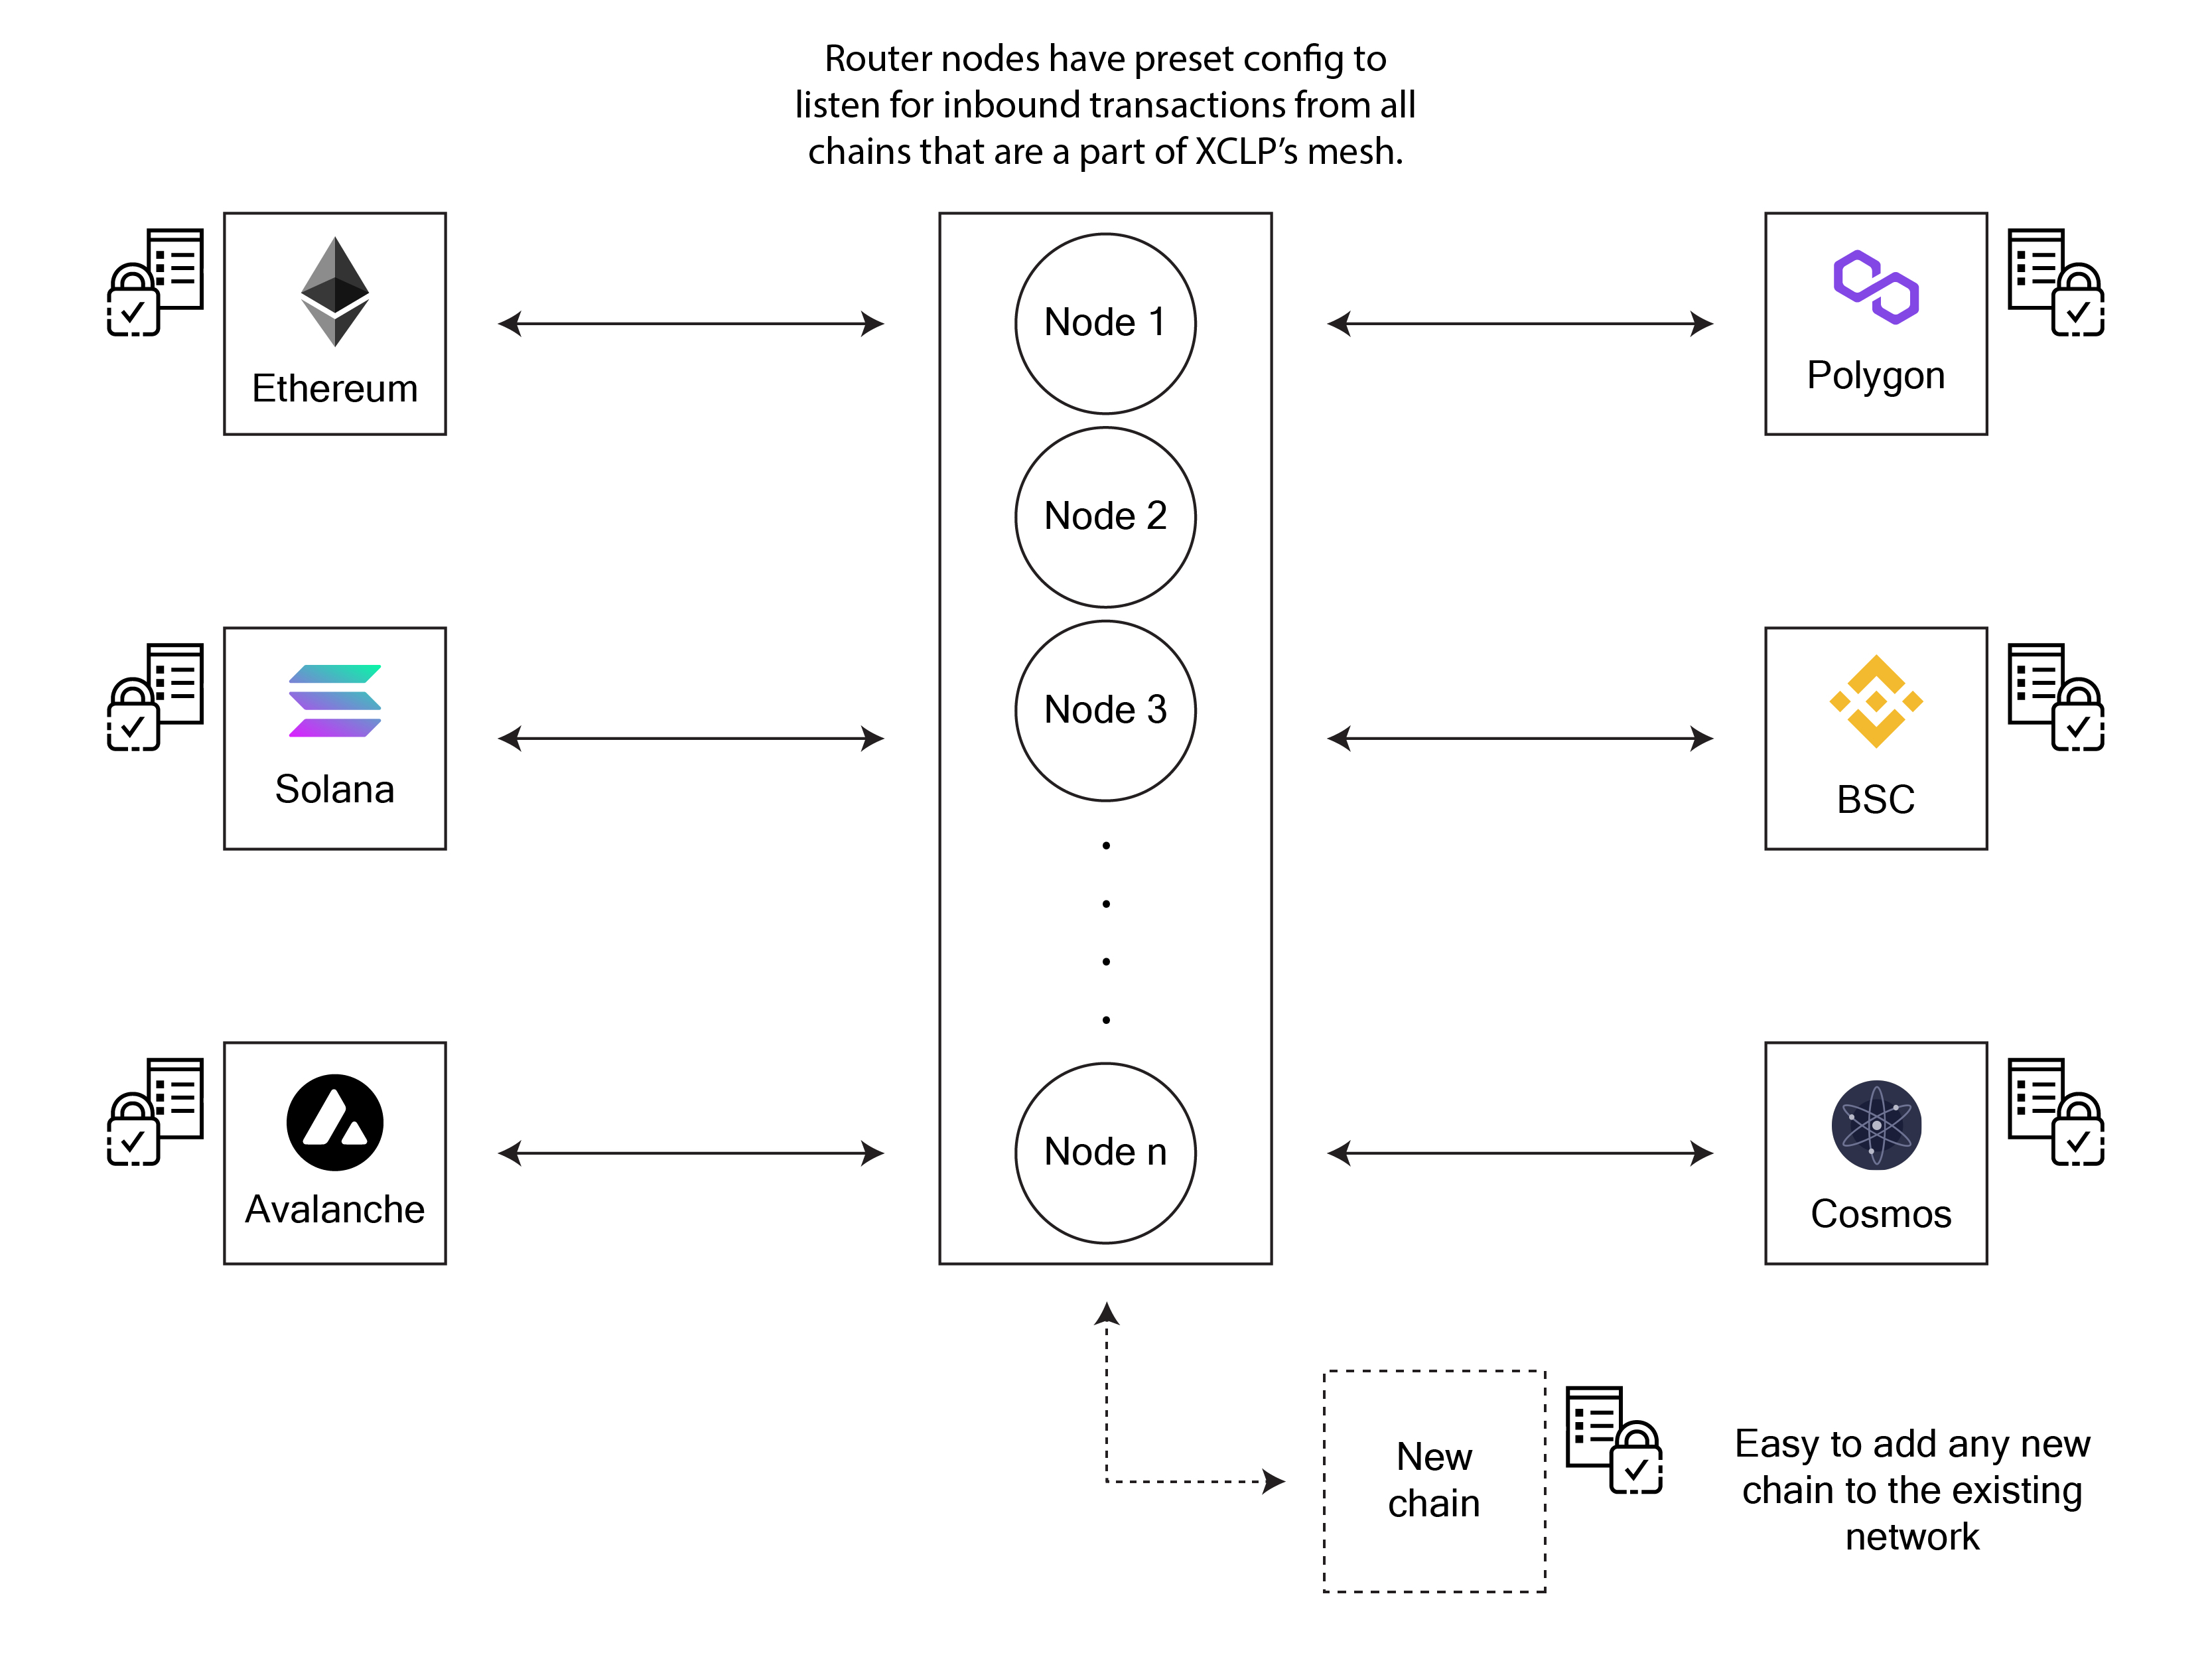 Router nodes have preset config to
listen for inbound transactions from all
chains that are a part of XCLP’s mesh.
Ethereum
Node 1
Polygon
Node 2
Solana
Node 3
BSC
Avalanche
Node n
Cosmos
New
chain
Easy to add any new
chain to the existing
network